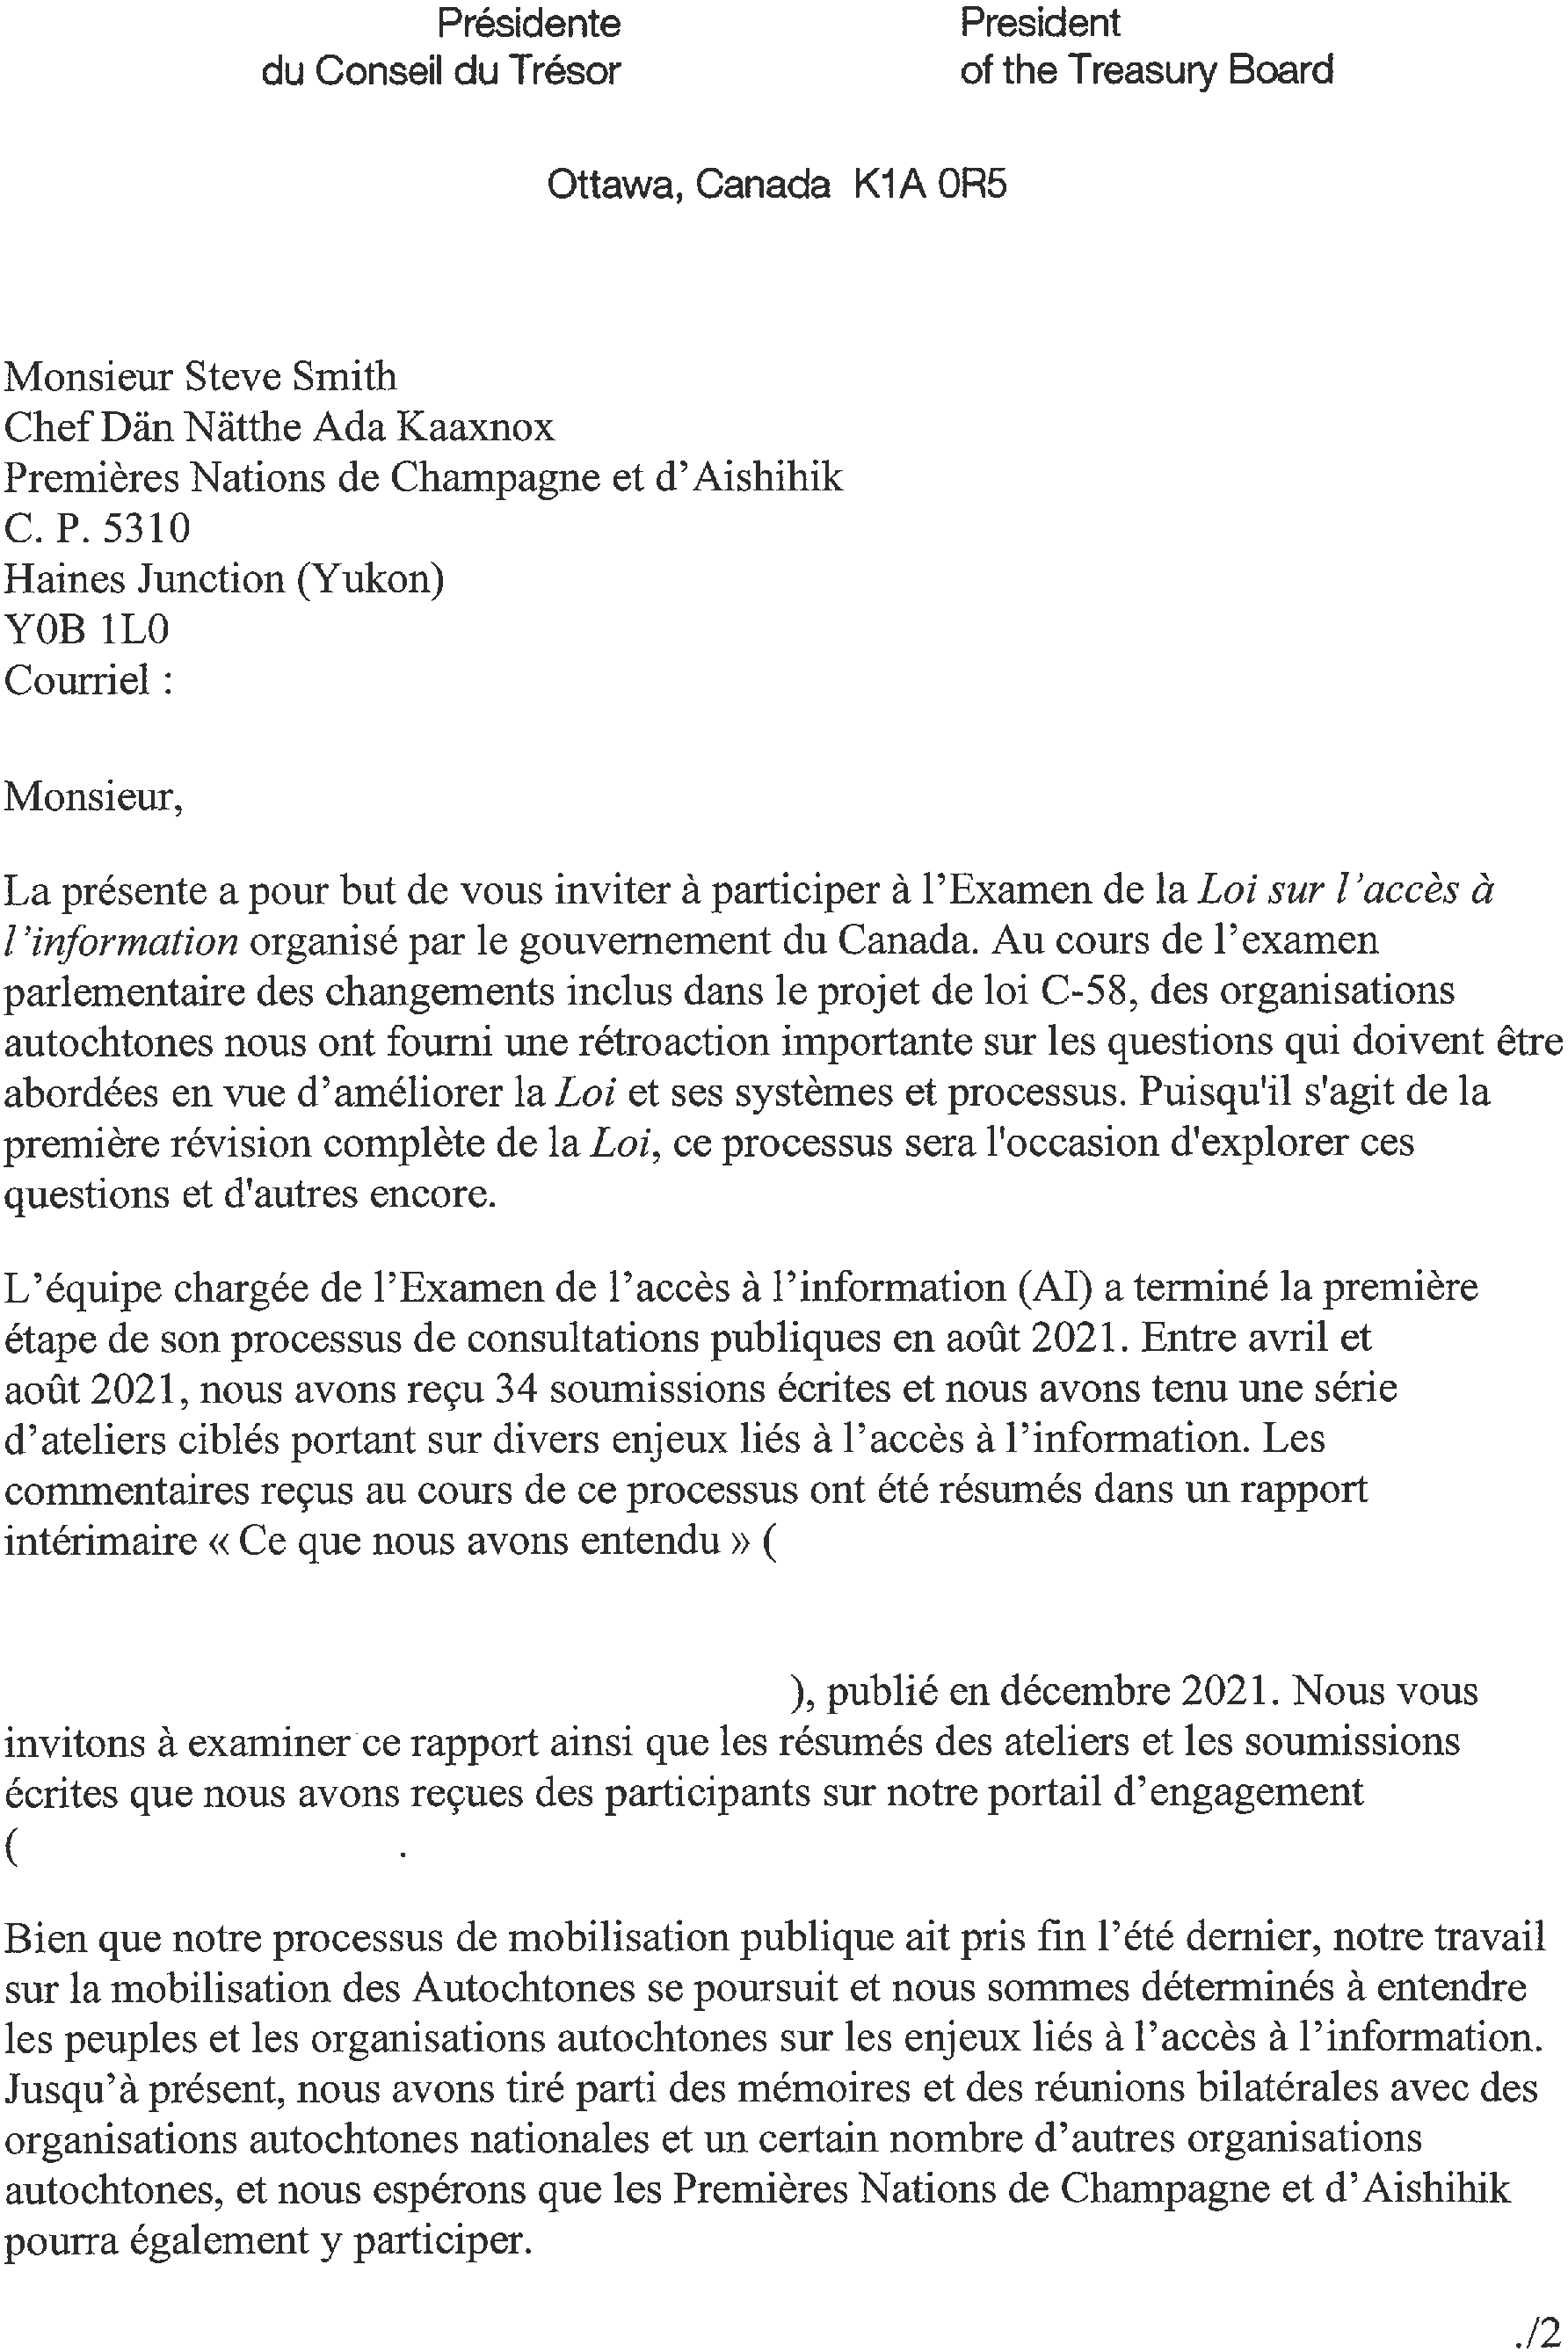 Présidente
du Conseil du Trésor
President
of the Treasury Board
Ottawa, Canada K1A 0R5
Monsieur Steve Smith
Chef Dän Nätthe Ada Kaaxnox
Premières Nations de Champagne et d’Aishihik
C. P. 5310
Haines Junction (Yukon)
Y0B 1L0
Courriel :
Monsieur,
La présente a pour but de vous inviter à participer à l’Examen de la Loi sur l’accès à
l’information organisé par le gouvernement du Canada. Au cours de l’examen
parlementaire des changements inclus dans le projet de loi C-58, des organisations
autochtones nous ont fourni une rétroaction importante sur les questions qui doivent être
abordées en vue d’améliorer la Loi et ses systèmes et processus. Puisqu'il s'agit de la
première révision complète de la Loi, ce processus sera l'occasion d'explorer ces
questions et d'autres encore.
L’équipe chargée de l’Examen de l’accès à l’information (AI) a terminé la première
étape de son processus de consultations publiques en août 2021. Entre avril et
août 2021, nous avons reçu 34 soumissions écrites et nous avons tenu une série
d’ateliers ciblés portant sur divers enjeux liés à l’accès à l’information. Les
commentaires reçus au cours de ce processus ont été résumés dans un rapport
intérimaire « Ce que nous avons entendu » (
), publié en décembre 2021. Nous vous
invitons à examiner ce rapport ainsi que les résumés des ateliers et les soumissions
écrites que nous avons reçues des participants sur notre portail d’engagement
( .
Bien que notre processus de mobilisation publique ait pris fin l’été dernier, notre travail
sur la mobilisation des Autochtones se poursuit et nous sommes déterminés à entendre
les peuples et les organisations autochtones sur les enjeux liés à l’accès à l’information.
Jusqu’à présent, nous avons tiré parti des mémoires et des réunions bilatérales avec des
organisations autochtones nationales et un certain nombre d’autres organisations
autochtones, et nous espérons que les Premières Nations de Champagne et d’Aishihik
pourra également y participer.
./2